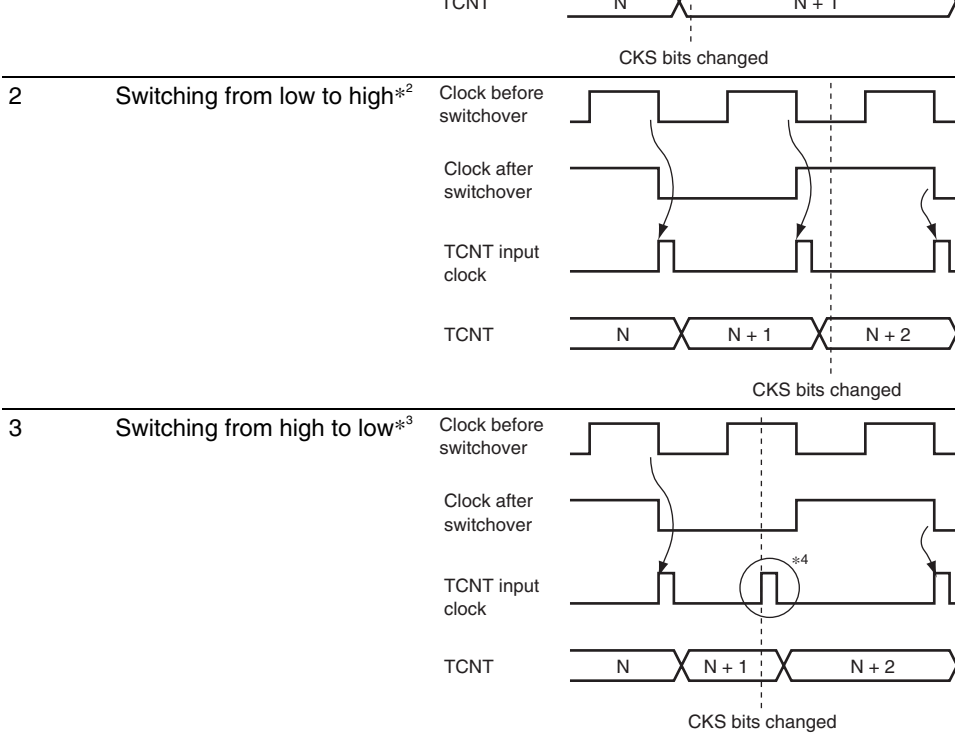 TCNT N N + 1
CKS bits changed
2 Switching from low to high*2
Clock before
switchover
Clock after
switchover
TCNT input
clock
TCNT N N + 1 N + 2
CKS bits changed
3 Switching from high to low*3
Clock before
switchover
Clock after
switchover
*4
TCNT input
clock
TCNT N N + 1 N + 2
CKS bits changed